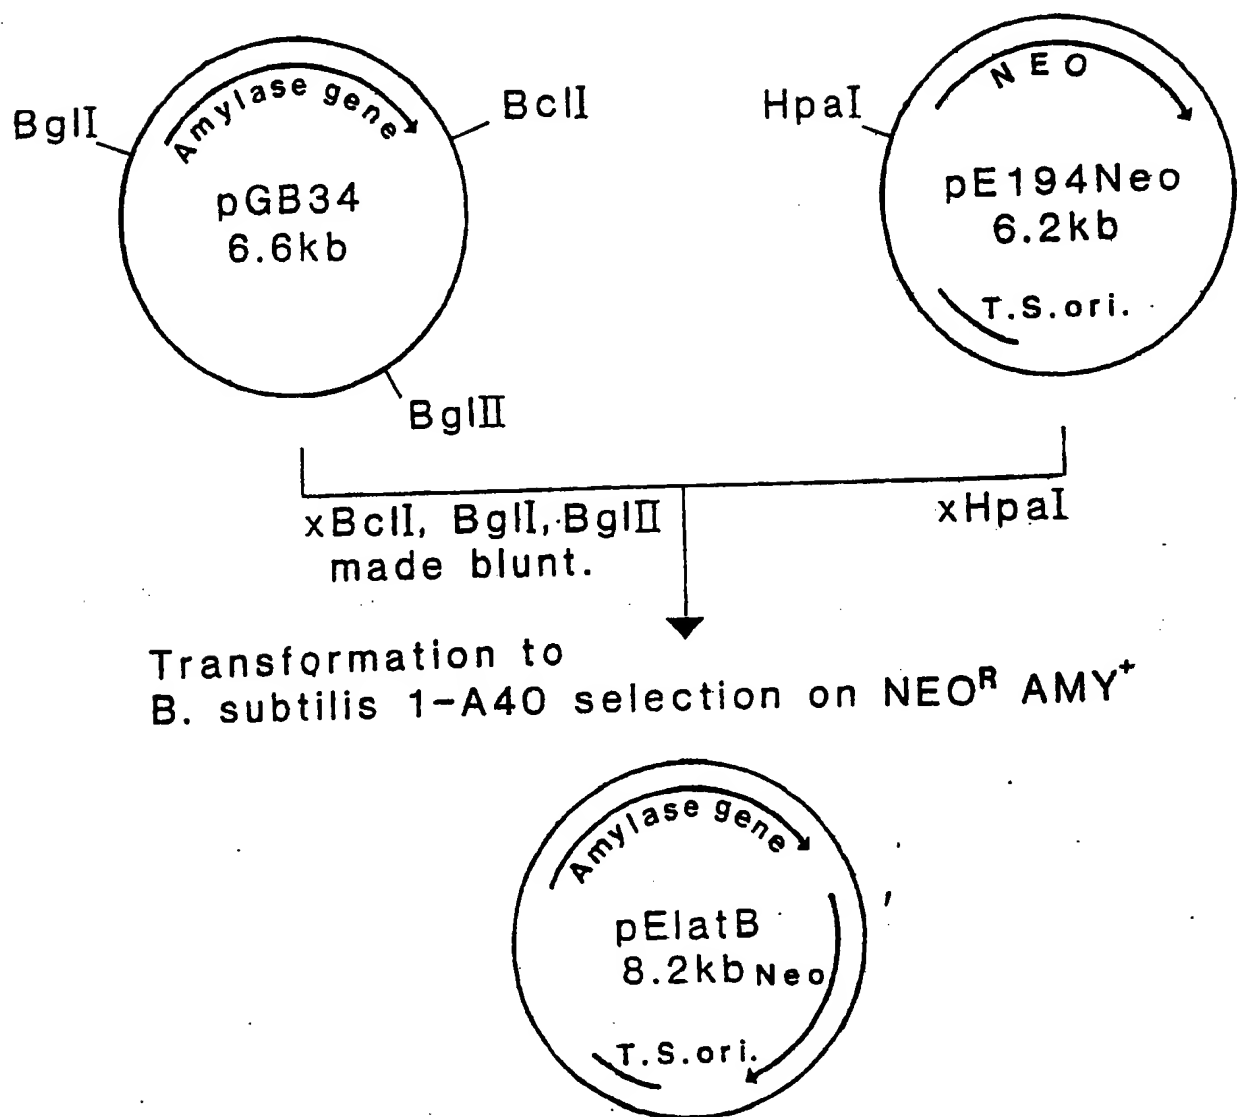 BglI
Amylase gene
BclI
pGB34
6.6kb
BglII
HpaI
NEO
pE194Neo
6.2kb
T.S.ori.
xBclI, BglI, BglII
made blunt.
xHpaI
Transformation to
B. subtilis 1-A40 selection on NEOᴿ AMY⁺
Amylase gene
pElatB
8.2kb Neo
T.S.ori.